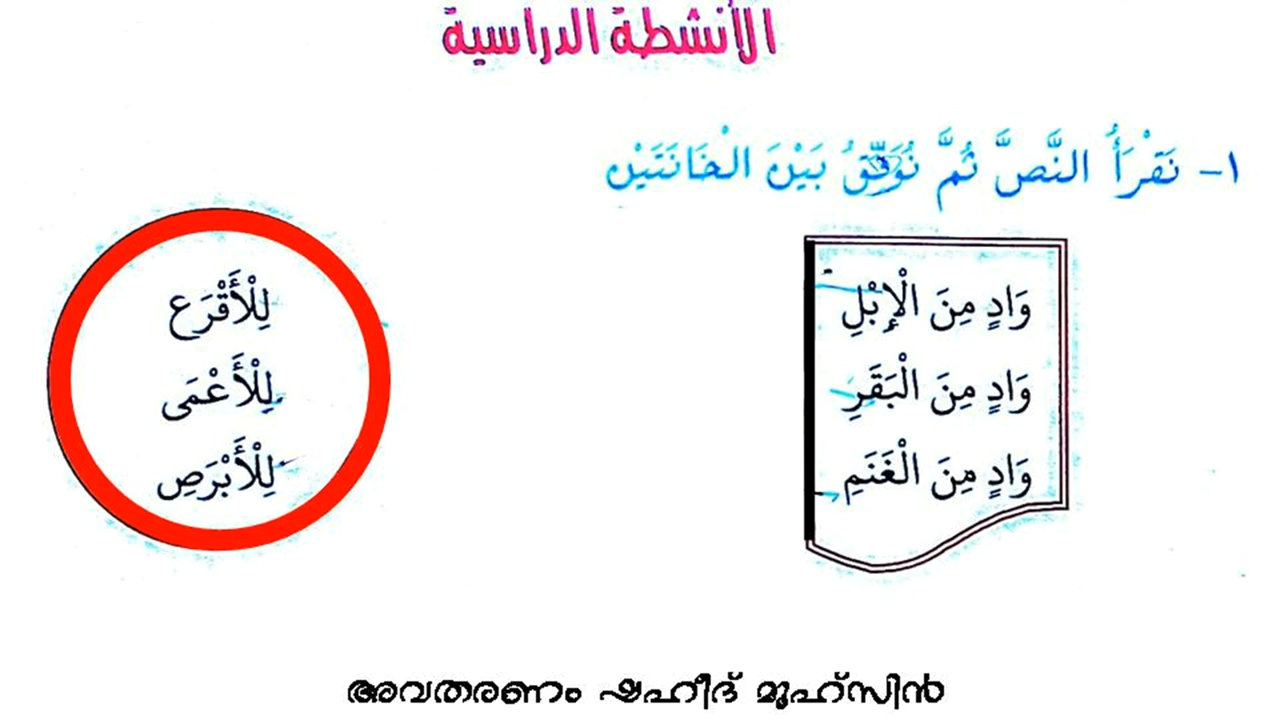 الأنشطة الدراسية
١- نَقْرَأُ النَّصَّ ثُمَّ نُوَفِّقُ بَيْنَ الْخَانَتَيْنِ
وَادٍ مِنَ الْإِبْلِ
وَادٍ مِنَ الْبَقَرِ
وَادٍ مِنَ الْغَنَمِ
لِلْأَقْرَعِ
لِلْأَعْمَى
لِلْأَبْرَصِ
അവതരണം ഷഹീദ് മുഹ്സിൻ